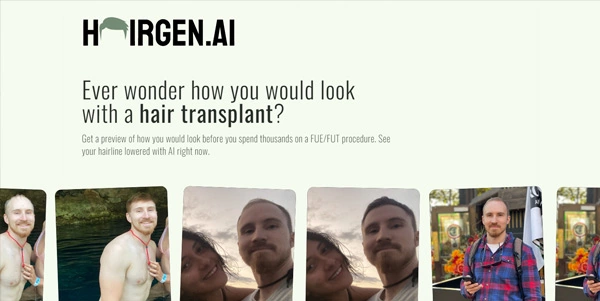 HAIRGEN.AI
Ever wonder how you would look
with a hair transplant?
Get a preview of how you would look before you spend thousands on a FUE/FUT procedure. See
your hairline lowered with AI right now.